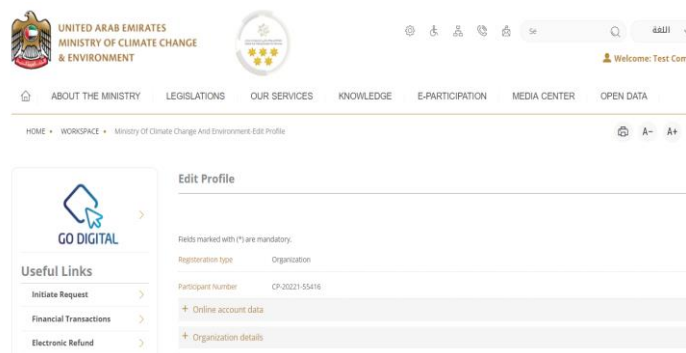 UNITED ARAB EMIRATES
MINISTRY OF CLIMATE CHANGE
& ENVIRONMENT
Se
اللغة
Welcome: Test Com
ABOUT THE MINISTRY LEGISLATIONS OUR SERVICES KNOWLEDGE E-PARTICIPATION MEDIA CENTER OPEN DATA
HOME • WORKSPACE • Ministry Of Climate Change And Environment-Edit Profile
A- A+
Edit Profile
GO DIGITAL
Fields marked with (*) are mandatory.
Registeration type Organization
Useful Links
Participant Number CP-20221-55416
Initiate Request
+ Online account data
Financial Transactions
+ Organization details
Electronic Refund